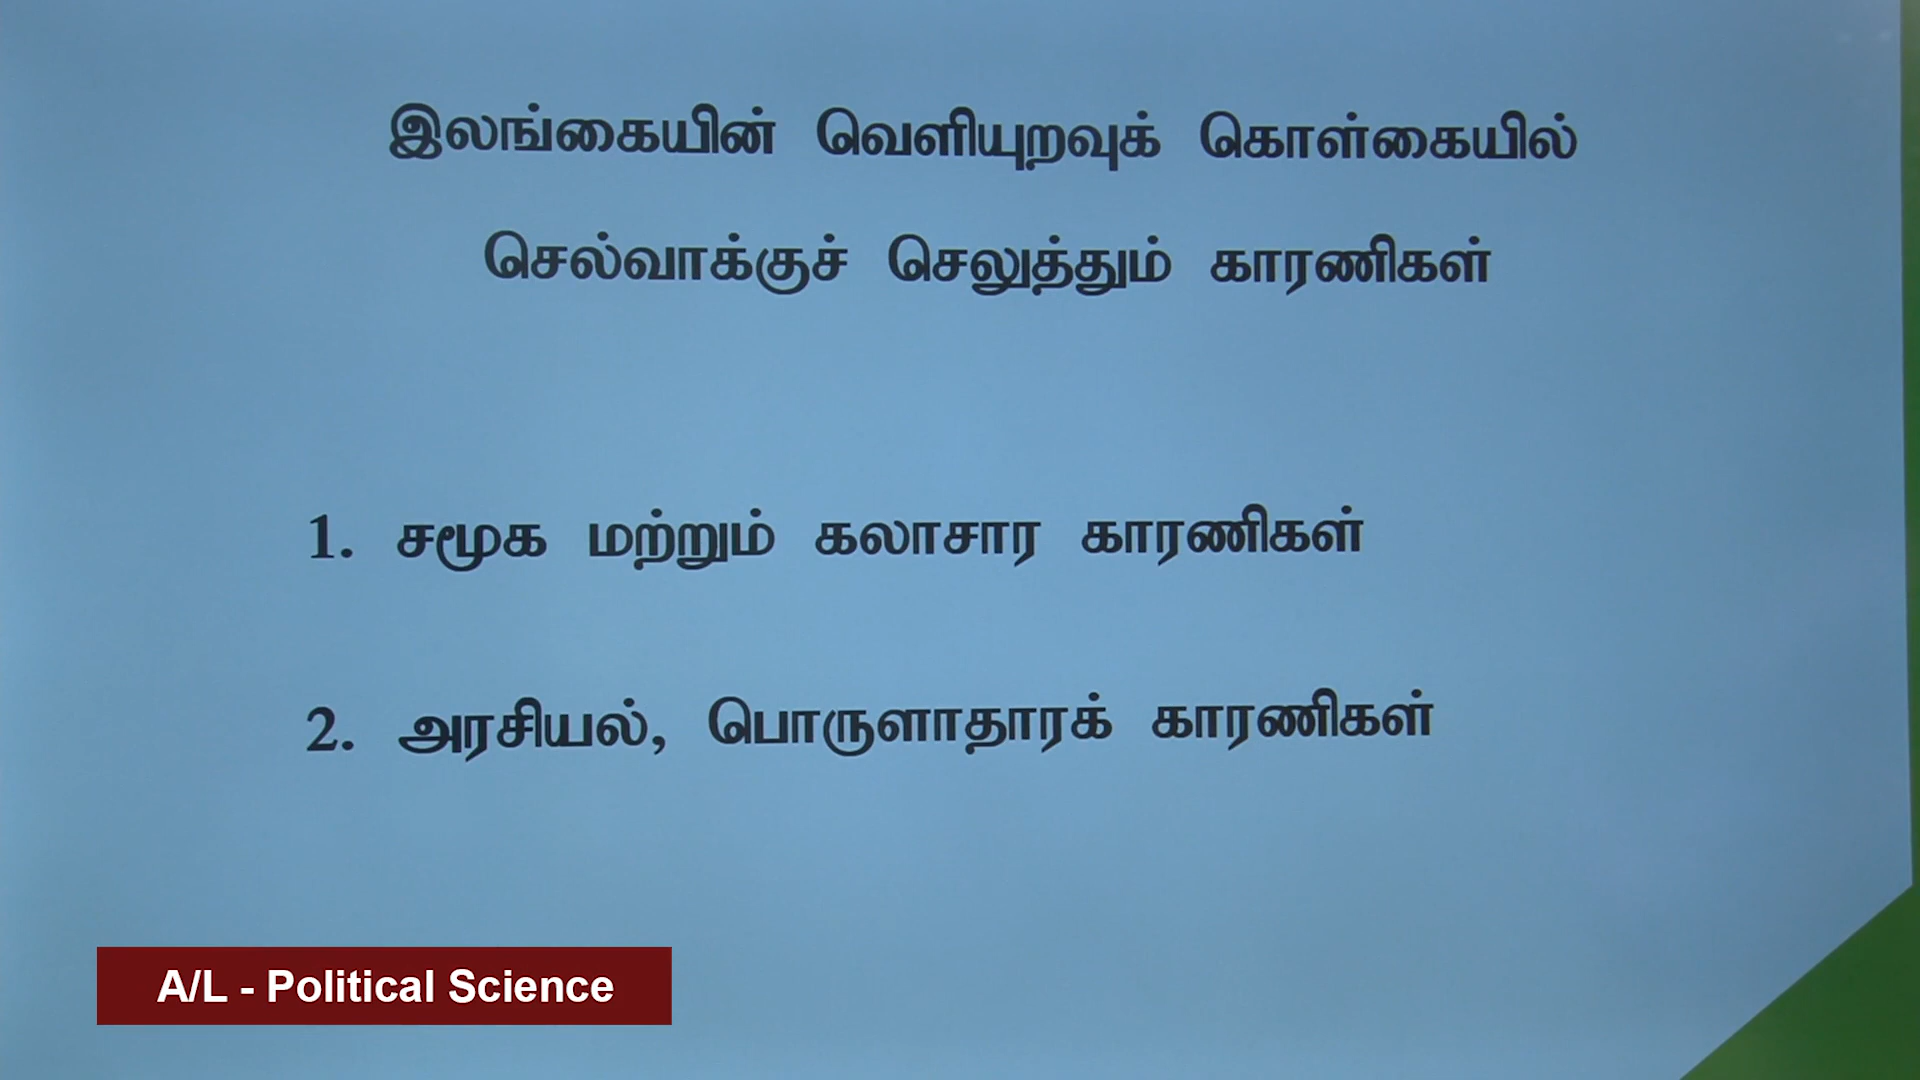 இலங்கையின் வெளியுறவுக் கொள்கையில்
செல்வாக்குச் செலுத்தும் காரணிகள்
1. சமூக மற்றும் கலாசார காரணிகள்
2. அரசியல், பொருளாதாரக் காரணிகள்
A/L - Political Science